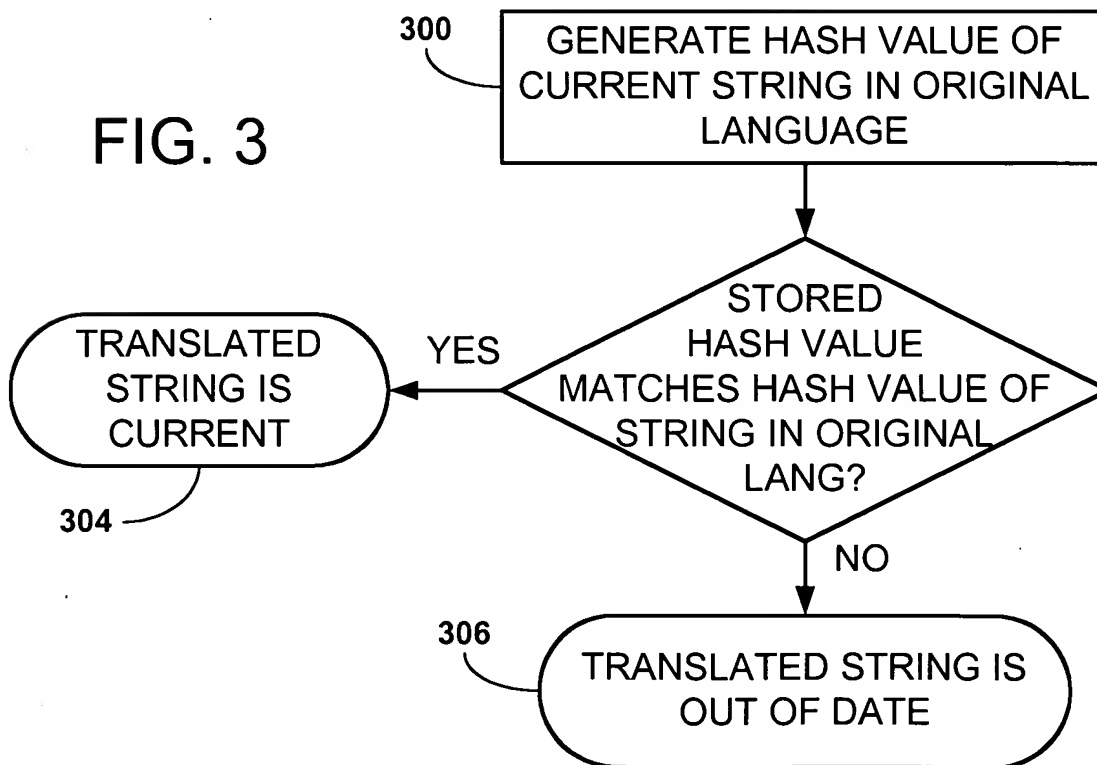 300
GENERATE HASH VALUE OF
CURRENT STRING IN ORIGINAL
LANGUAGE
FIG. 3
STORED
HASH VALUE
MATCHES HASH VALUE OF
STRING IN ORIGINAL
LANG?
YES
TRANSLATED
STRING IS
CURRENT
304
NO
306
TRANSLATED STRING IS
OUT OF DATE